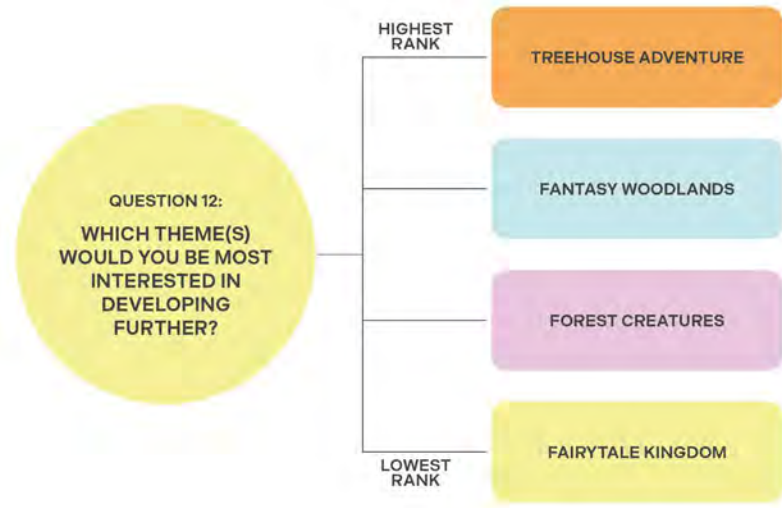 QUESTION 12:
WHICH THEME(S)
WOULD YOU BE MOST
INTERESTED IN
DEVELOPING
FURTHER?
HIGHEST
RANK
TREEHOUSE ADVENTURE
FANTASY WOODLANDS
FOREST CREATURES
LOWEST
RANK
FAIRYTALE KINGDOM